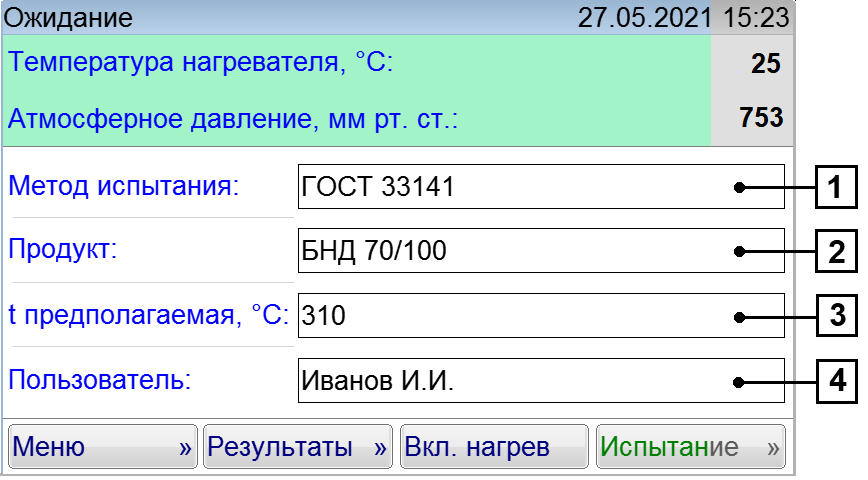 Ожидание 27.05.2021 15:23
Температура нагревателя, °C: 25
Атмосферное давление, мм рт. ст.: 753
Метод испытания: ГОСТ 33141 1
Продукт: БНД 70/100 2
t предполагаемая, °C: 310 3
Пользователь: Иванов И.И. 4
Меню » Результаты » Вкл. нагрев Испытание »